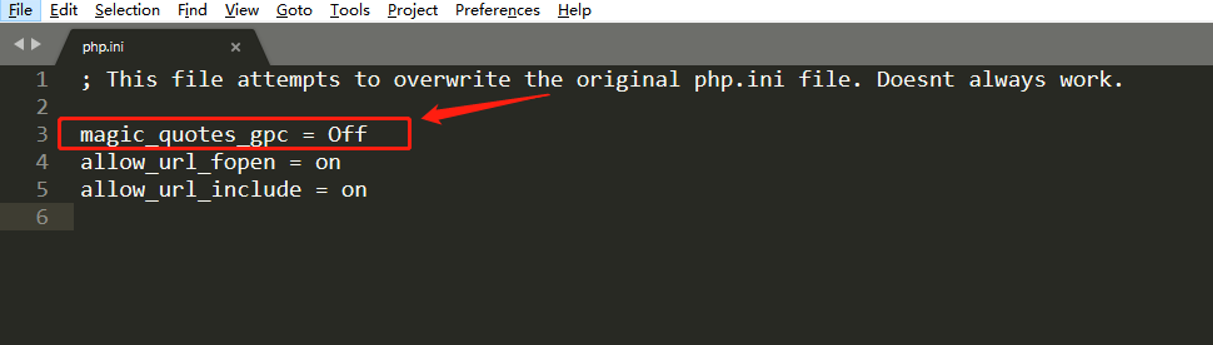 File Edit Selection Find View Goto Tools Project Preferences Help
php.ini ×
1 ; This file attempts to overwrite the original php.ini file. Doesnt always work.
2
3 magic_quotes_gpc = Off
4 allow_url_fopen = on
5 allow_url_include = on
6